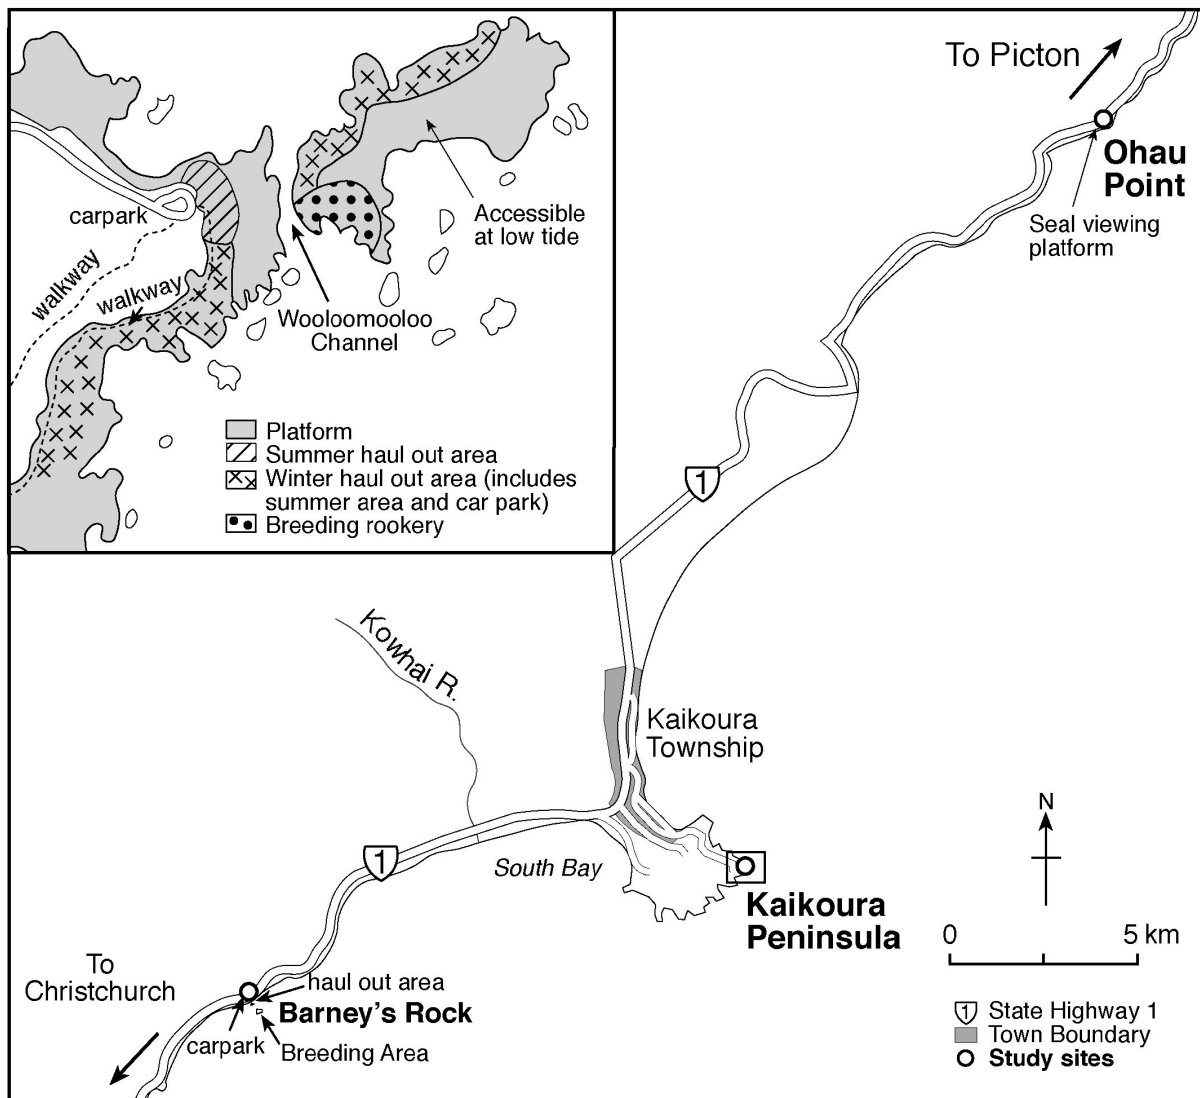 To Picton
Ohau
Point
Seal viewing
platform
carpark
walkway
walkway
Accessible
at low tide
Wooloomooloo
Channel
Platform
Summer haul out area
Winter haul out area (includes
summer area and car park)
Breeding rookery
1
Kowhai R.
Kaikoura
Township
1
South Bay
Kaikoura
Peninsula
N
0 5 km
To
Christchurch
haul out area
Barney's Rock
carpark
Breeding Area
1 State Highway 1
Town Boundary
Study sites